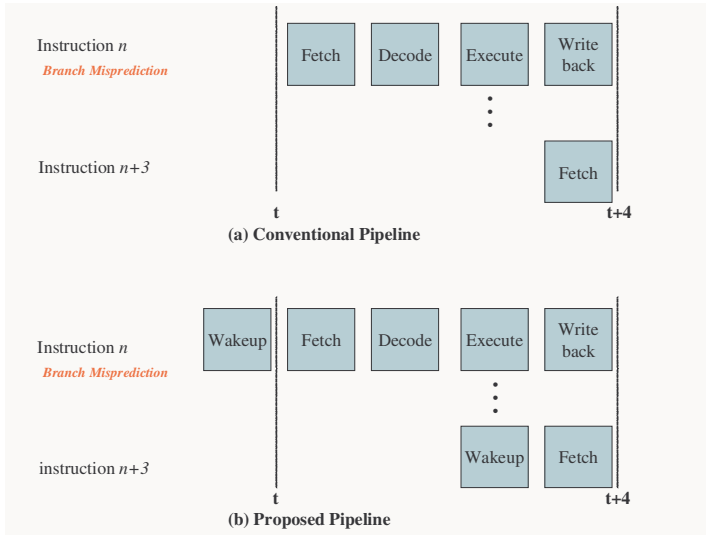 Instruction n
Branch Misprediction
Fetch
Decode
Execute
Write
back
Instruction n+3
Fetch
t
t+4
(a) Conventional Pipeline
Instruction n
Branch Misprediction
Wakeup
Fetch
Decode
Execute
Write
back
instruction n+3
Wakeup
Fetch
t
t+4
(b) Proposed Pipeline